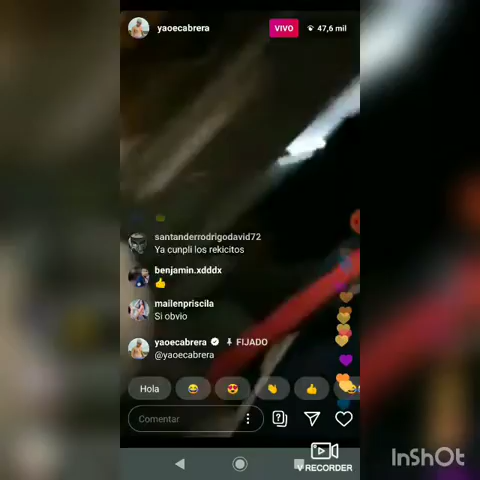 yaoecabrera
VIVO
47,6 mil
santanderrodrigodavid72
Ya cunpli los rekicitos
benjamin.xdddx
mailenpriscila
Si obvio
yaoecabrera FIJADO
@yaoecabrera
Hola
Comentar
V RECORDER
InShOt